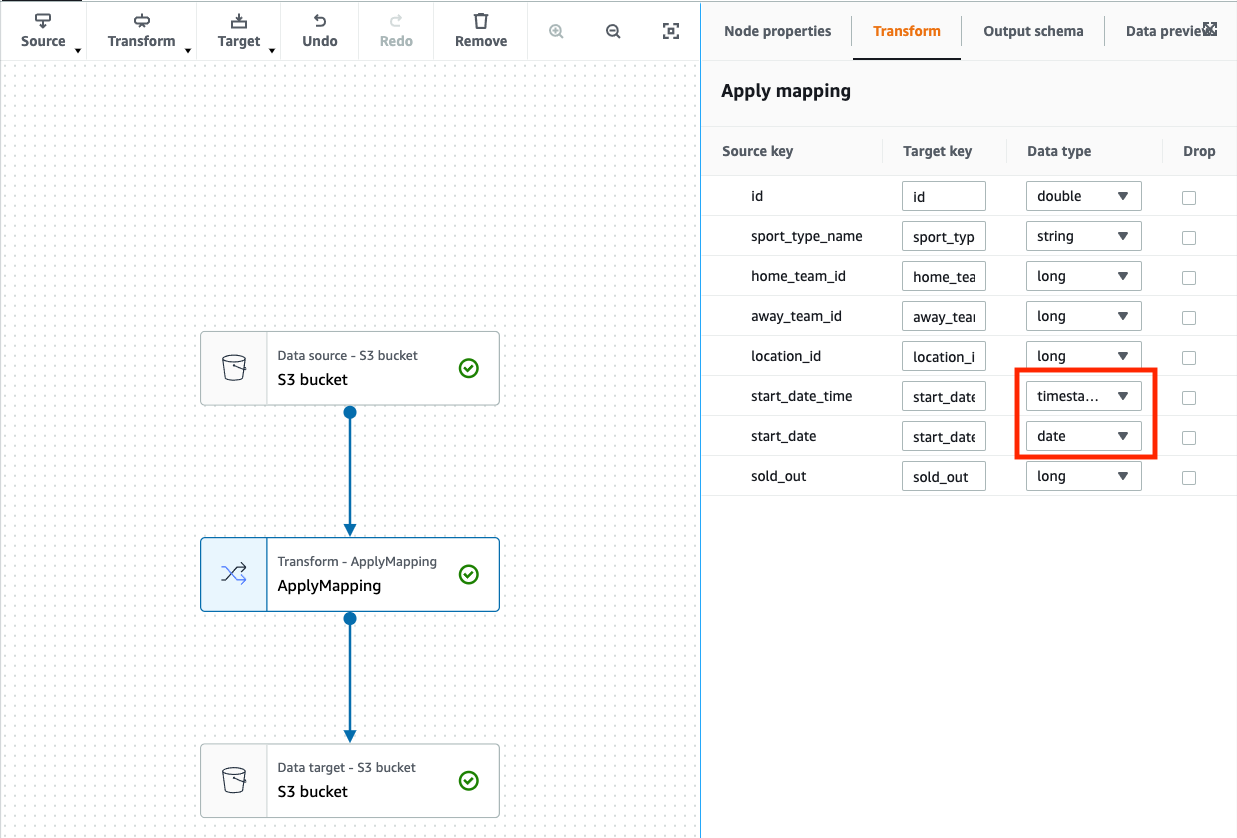 Source Transform Target Undo Redo Remove
Node properties Transform Output schema Data preview
Apply mapping
Source key Target key Data type Drop
id id double
sport_type_name sport_typ string
home_team_id home_tea long
away_team_id away_tear long
location_id location_i long
start_date_time start_date timesta...
start_date start_date date
sold_out sold_out long
Data source - S3 bucket
S3 bucket
Transform - ApplyMapping
ApplyMapping
Data target - S3 bucket
S3 bucket